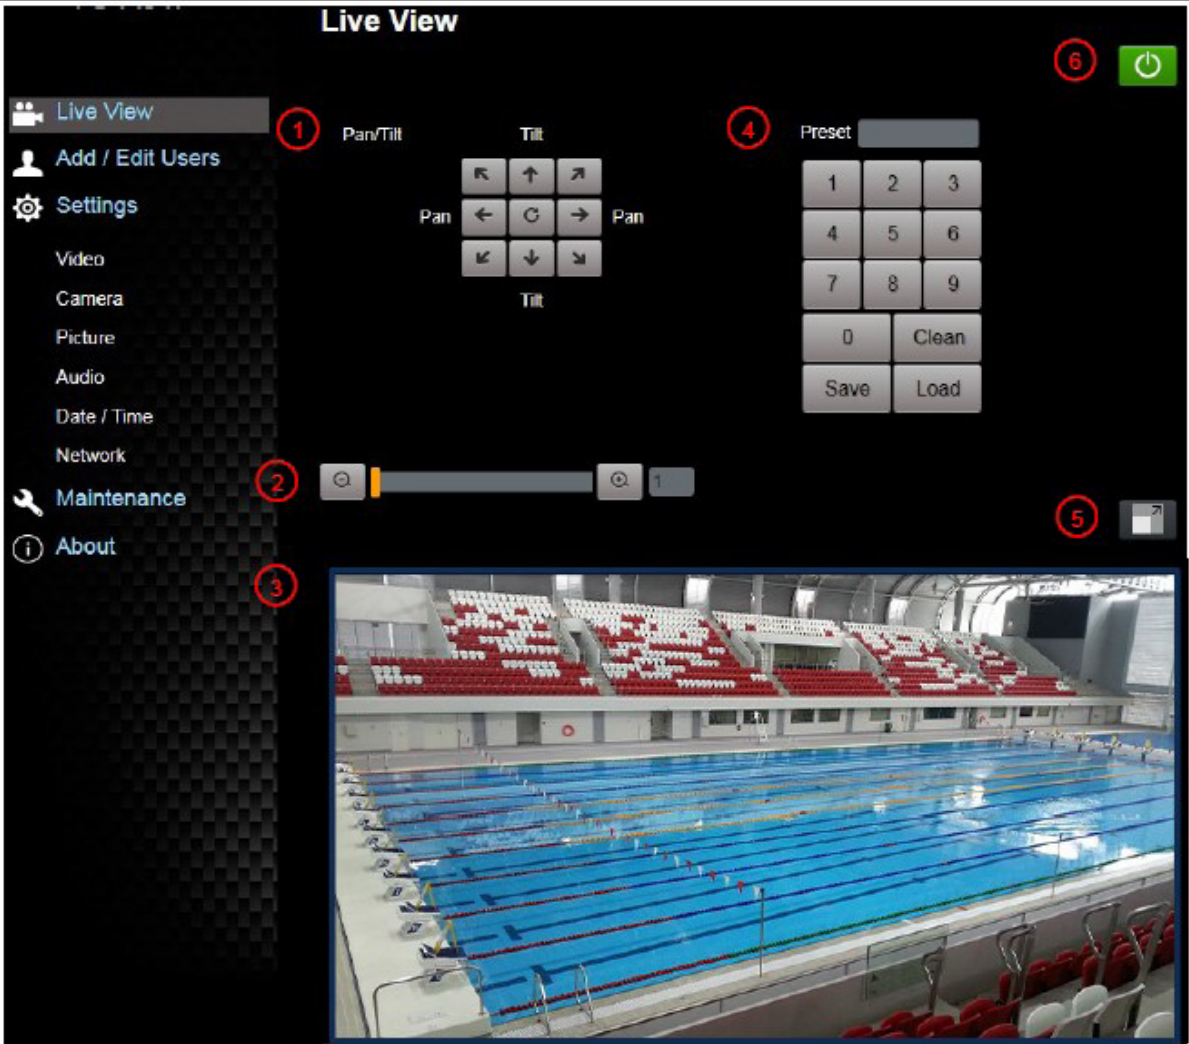 Live View
6
Live View
Add / Edit Users
Settings
Video
Camera
Picture
Audio
Date / Time
Network
Maintenance
About
1
Pan/Tilt
Tilt
Pan
Pan
Tilt
4
Preset
1 2 3
4 5 6
7 8 9
0 Clean
Save Load
2
1
5
3